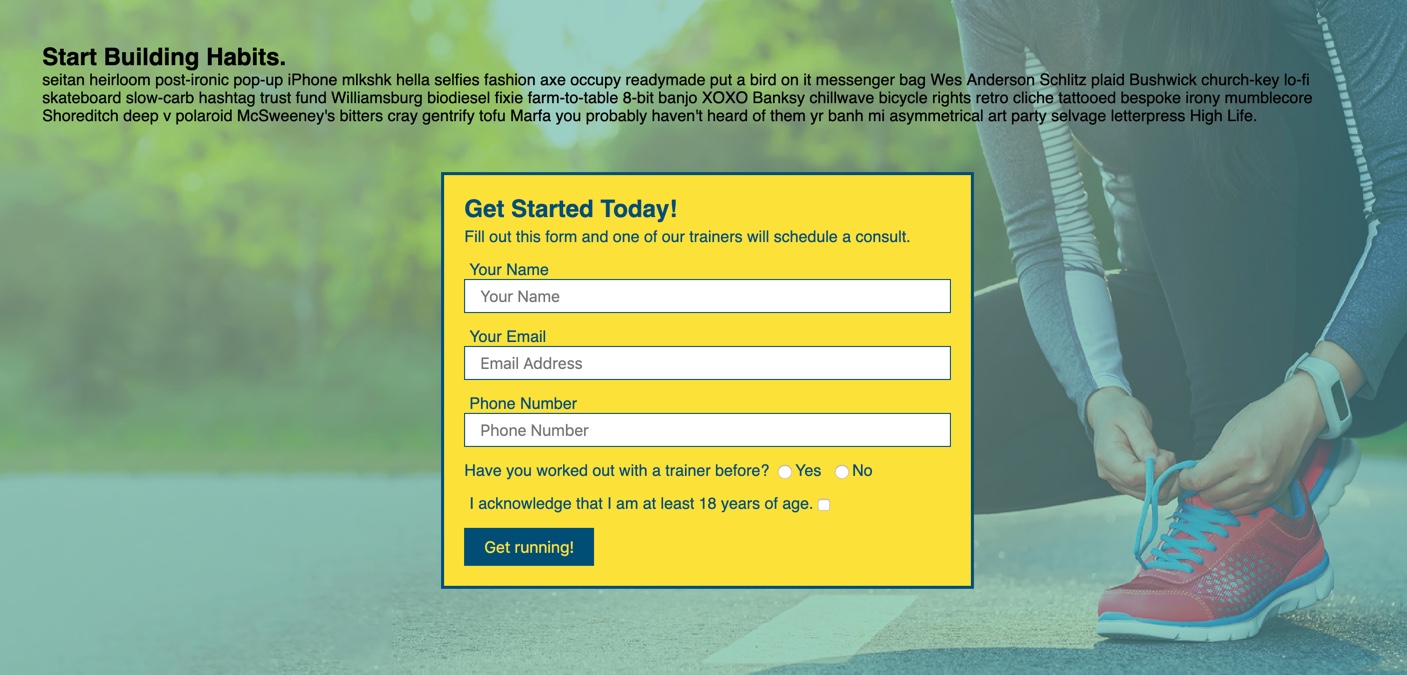 Start Building Habits.
seitan heirloom post-ironic pop-up iPhone mlkshk hella selfies fashion axe occupy readymade put a bird on it messenger bag Wes Anderson Schlitz plaid Bushwick church-key lo-fi
skateboard slow-carb hashtag trust fund Williamsburg biodiesel fixie farm-to-table 8-bit banjo XOXO Banksy chillwave bicycle rights retro cliche tattooed bespoke irony mumblecore
Shoreditch deep v polaroid McSweeney's bitters cray gentrify tofu Marfa you probably haven't heard of them yr banh mi asymmetrical art party selvage letterpress High Life.
Get Started Today!
Fill out this form and one of our trainers will schedule a consult.
Your Name
Your Name
Your Email
Email Address
Phone Number
Phone Number
Have you worked out with a trainer before? Yes No
I acknowledge that I am at least 18 years of age.
Get running!